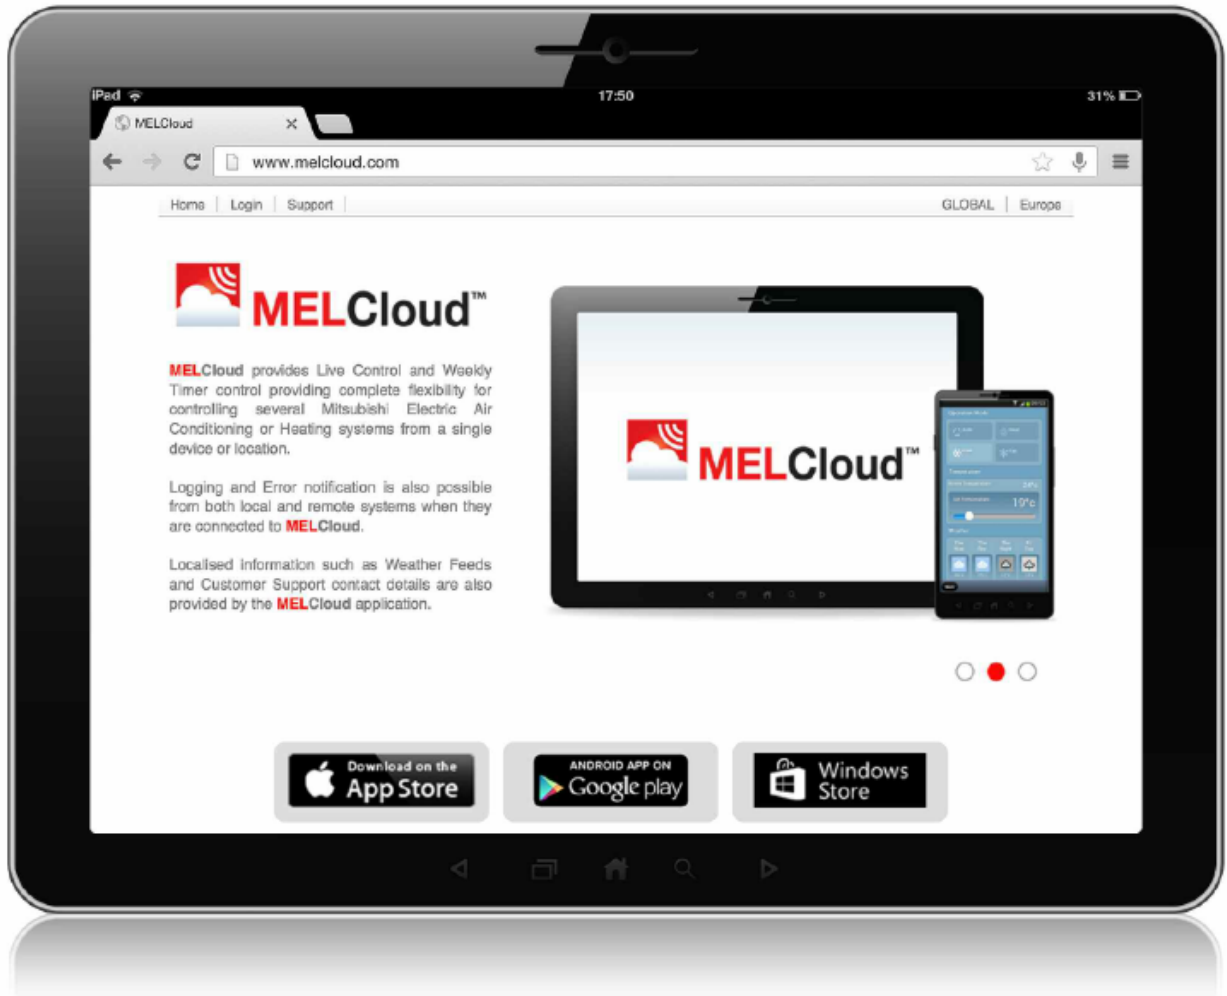 iPad 17:50 31%
MELCloud
www.melcloud.com
Home Login Support GLOBAL Europe
MELCloud™
MELCloud provides Live Control and Weekly
Timer control providing complete flexibility for
controlling several Mitsubishi Electric Air
Conditioning or Heating systems from a single
device or location.
Logging and Error notification is also possible
from both local and remote systems when they
are connected to MELCloud.
Localised information such as Weather Feeds
and Customer Support contact details are also
provided by the MELCloud application.
MELCloud™
19°c
Download on the
App Store
ANDROID APP ON
Google play
Windows
Store